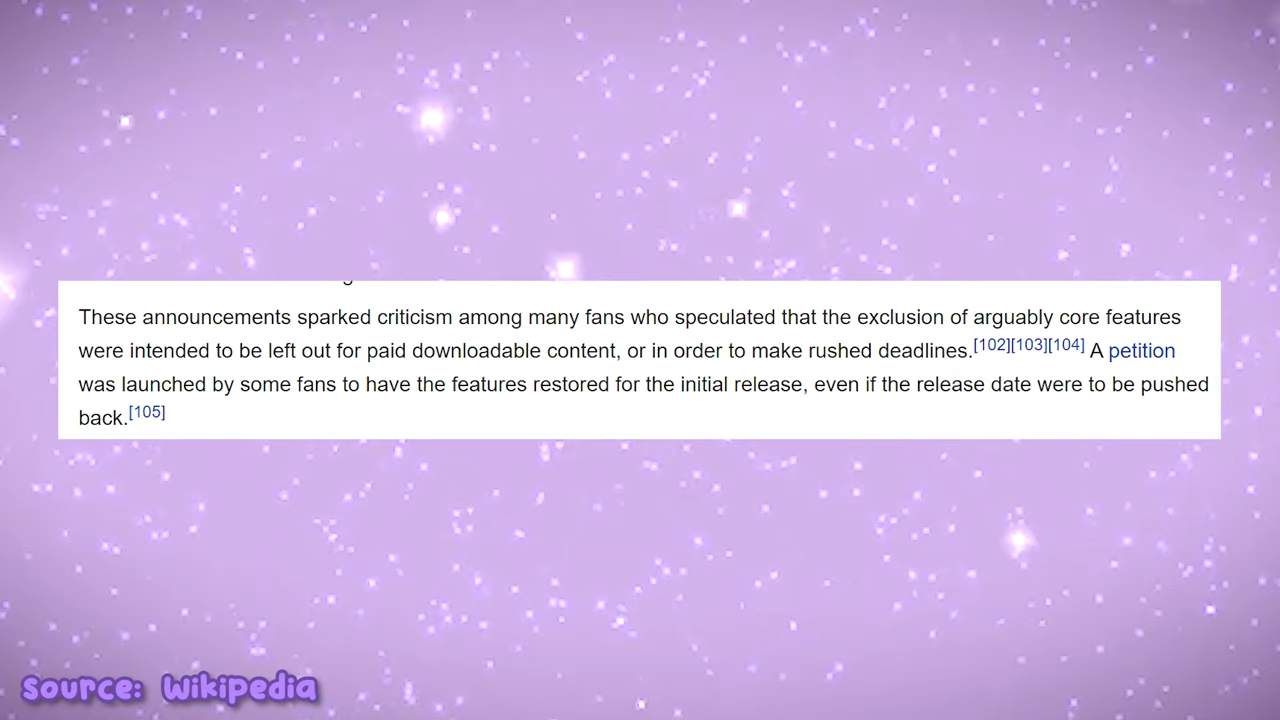 These announcements sparked criticism among many fans who speculated that the exclusion of arguably core features
were intended to be left out for paid downloadable content, or in order to make rushed deadlines.[102][103][104] A petition
was launched by some fans to have the features restored for the initial release, even if the release date were to be pushed
back.[105]
Source: Wikipedia